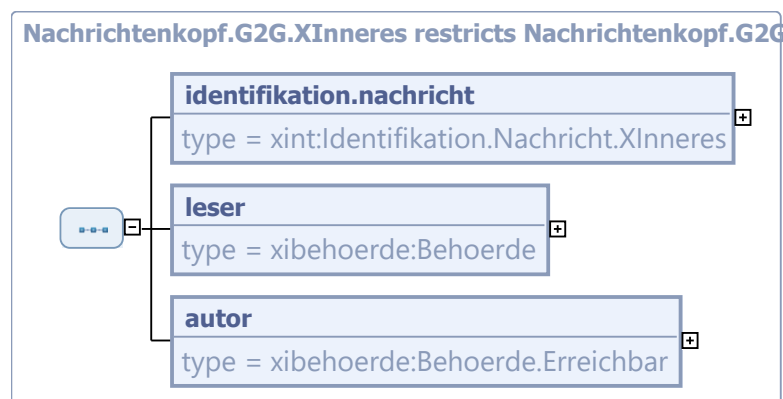 Nachrichtenkopf.G2G.XInneres restricts Nachrichtenkopf.G2G
identifikation.nachricht
type = xint:Identifikation.Nachricht.XInneres
leser
type = xibehoerde:Behoerde
autor
type = xibehoerde:Behoerde.Erreichbar